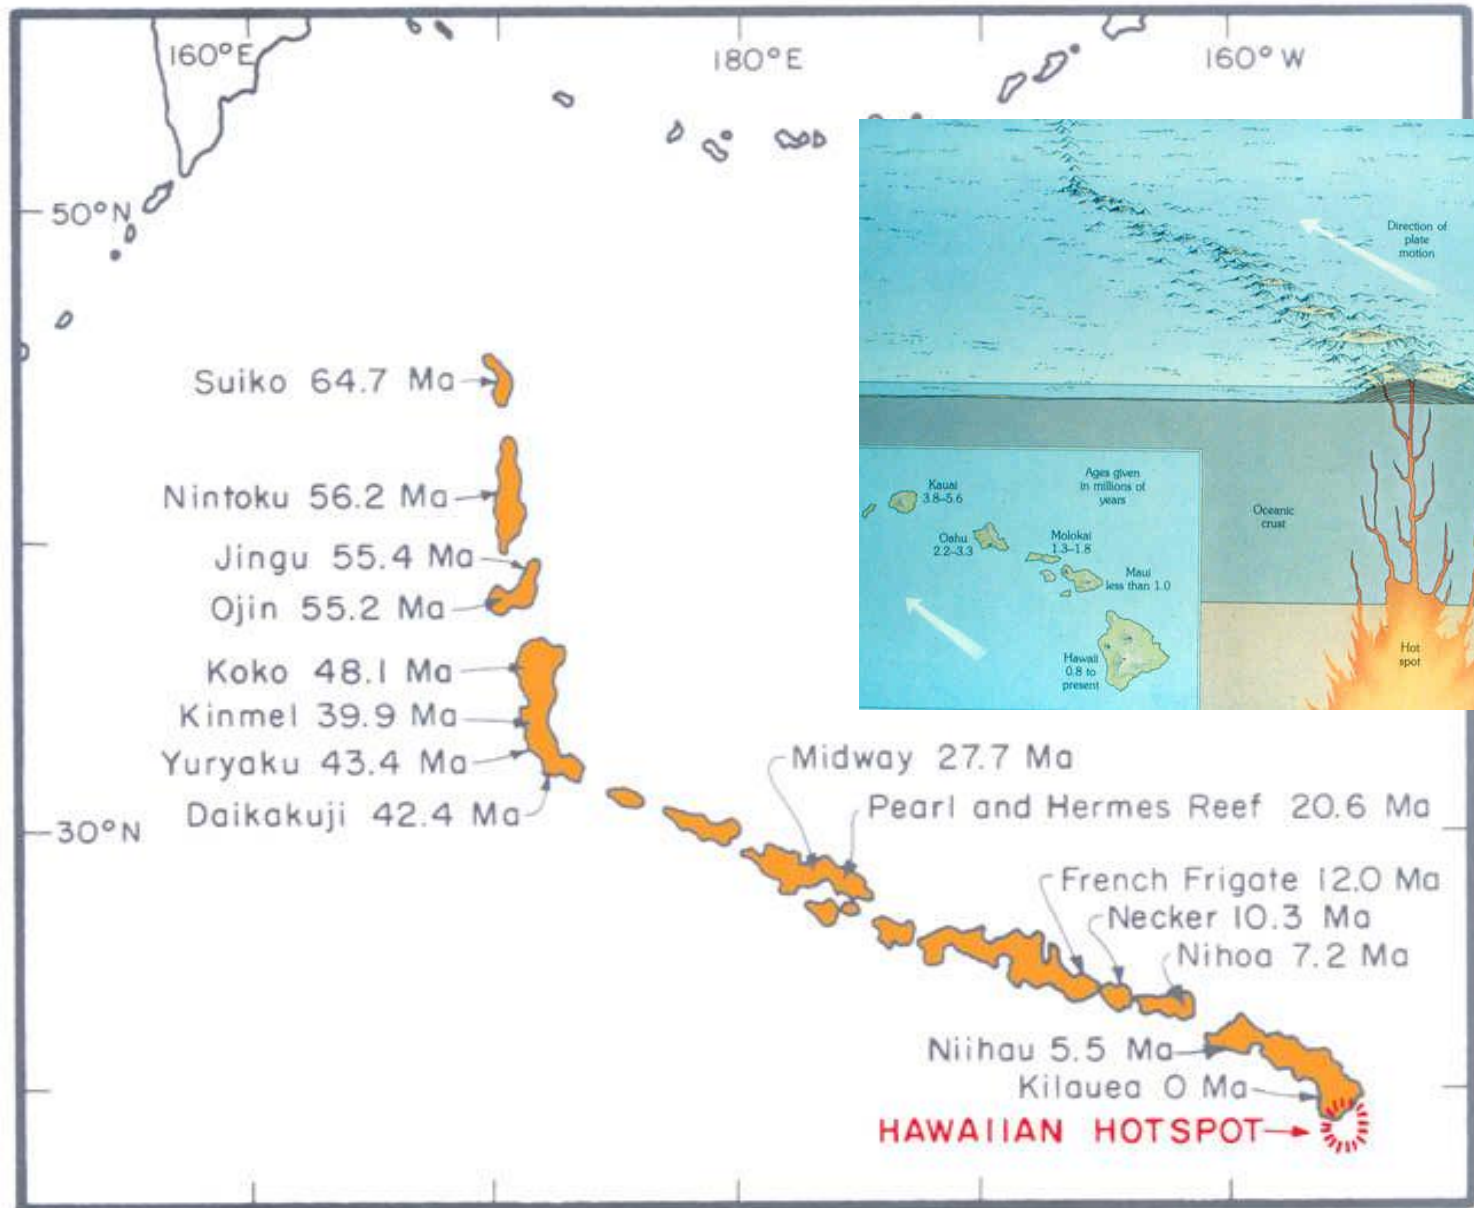 160°E
180°E
160°W
50°N
30°N
Suiko 64.7 Ma
Nintoku 56.2 Ma
Jingu 55.4 Ma
Ojin 55.2 Ma
Koko 48.1 Ma
Kinmel 39.9 Ma
Yuryaku 43.4 Ma
Daikakuji 42.4 Ma
Midway 27.7 Ma
Pearl and Hermes Reef 20.6 Ma
French Frigate 12.0 Ma
Necker 10.3 Ma
Nihoa 7.2 Ma
Niihau 5.5 Ma
Kilauea 0 Ma
HAWAIIAN HOTSPOT
Direction of
plate
motion
Kauai
3.8–5.6
Ages given
in millions of
years
Oahu
2.2–3.3
Molokai
1.3–1.8
Maui
less than 1.0
Hawaii
0.8 to
present
Oceanic
crust
Hot
spot